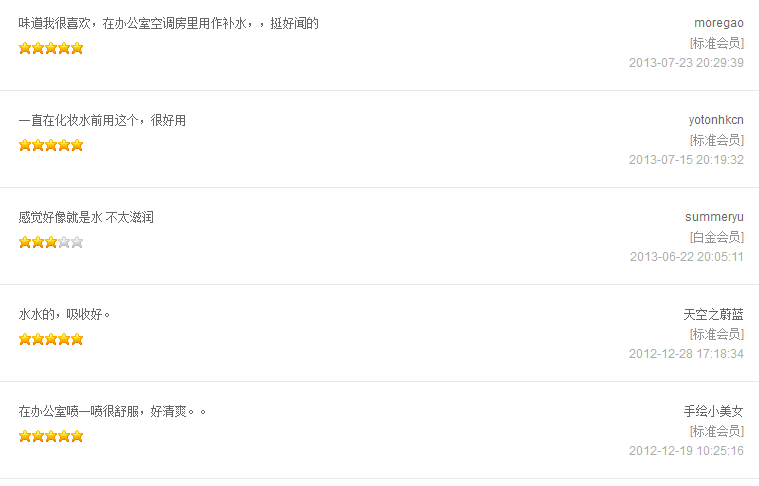 味道我很喜欢，在办公室空调房里用作补水，，挺好闻的
moregao
[标准会员]
2013-07-23 20:29:39
一直在化妆水前用这个，很好用
yotonhkcn
[标准会员]
2013-07-15 20:19:32
感觉好像就是水 不太滋润
summeryu
[白金会员]
2013-06-22 20:05:11
水水的，吸收好。
天空之蔚蓝
[标准会员]
2012-12-28 17:18:34
在办公室喷一喷很舒服，好清爽。。
手绘小美女
[标准会员]
2012-12-19 10:25:16